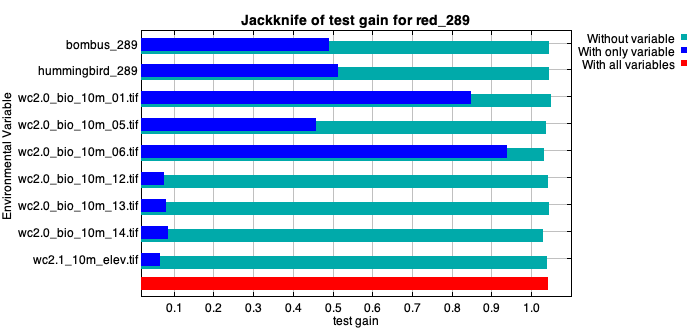 Jackknife of test gain for red_289
Without variable
With only variable
With all variables
Environmental Variable
bombus_289
hummingbird_289
wc2.0_bio_10m_01.tif
wc2.0_bio_10m_05.tif
wc2.0_bio_10m_06.tif
wc2.0_bio_10m_12.tif
wc2.0_bio_10m_13.tif
wc2.0_bio_10m_14.tif
wc2.1_10m_elev.tif
0.1 0.2 0.3 0.4 0.5 0.6 0.7 0.8 0.9 1.0
test gain